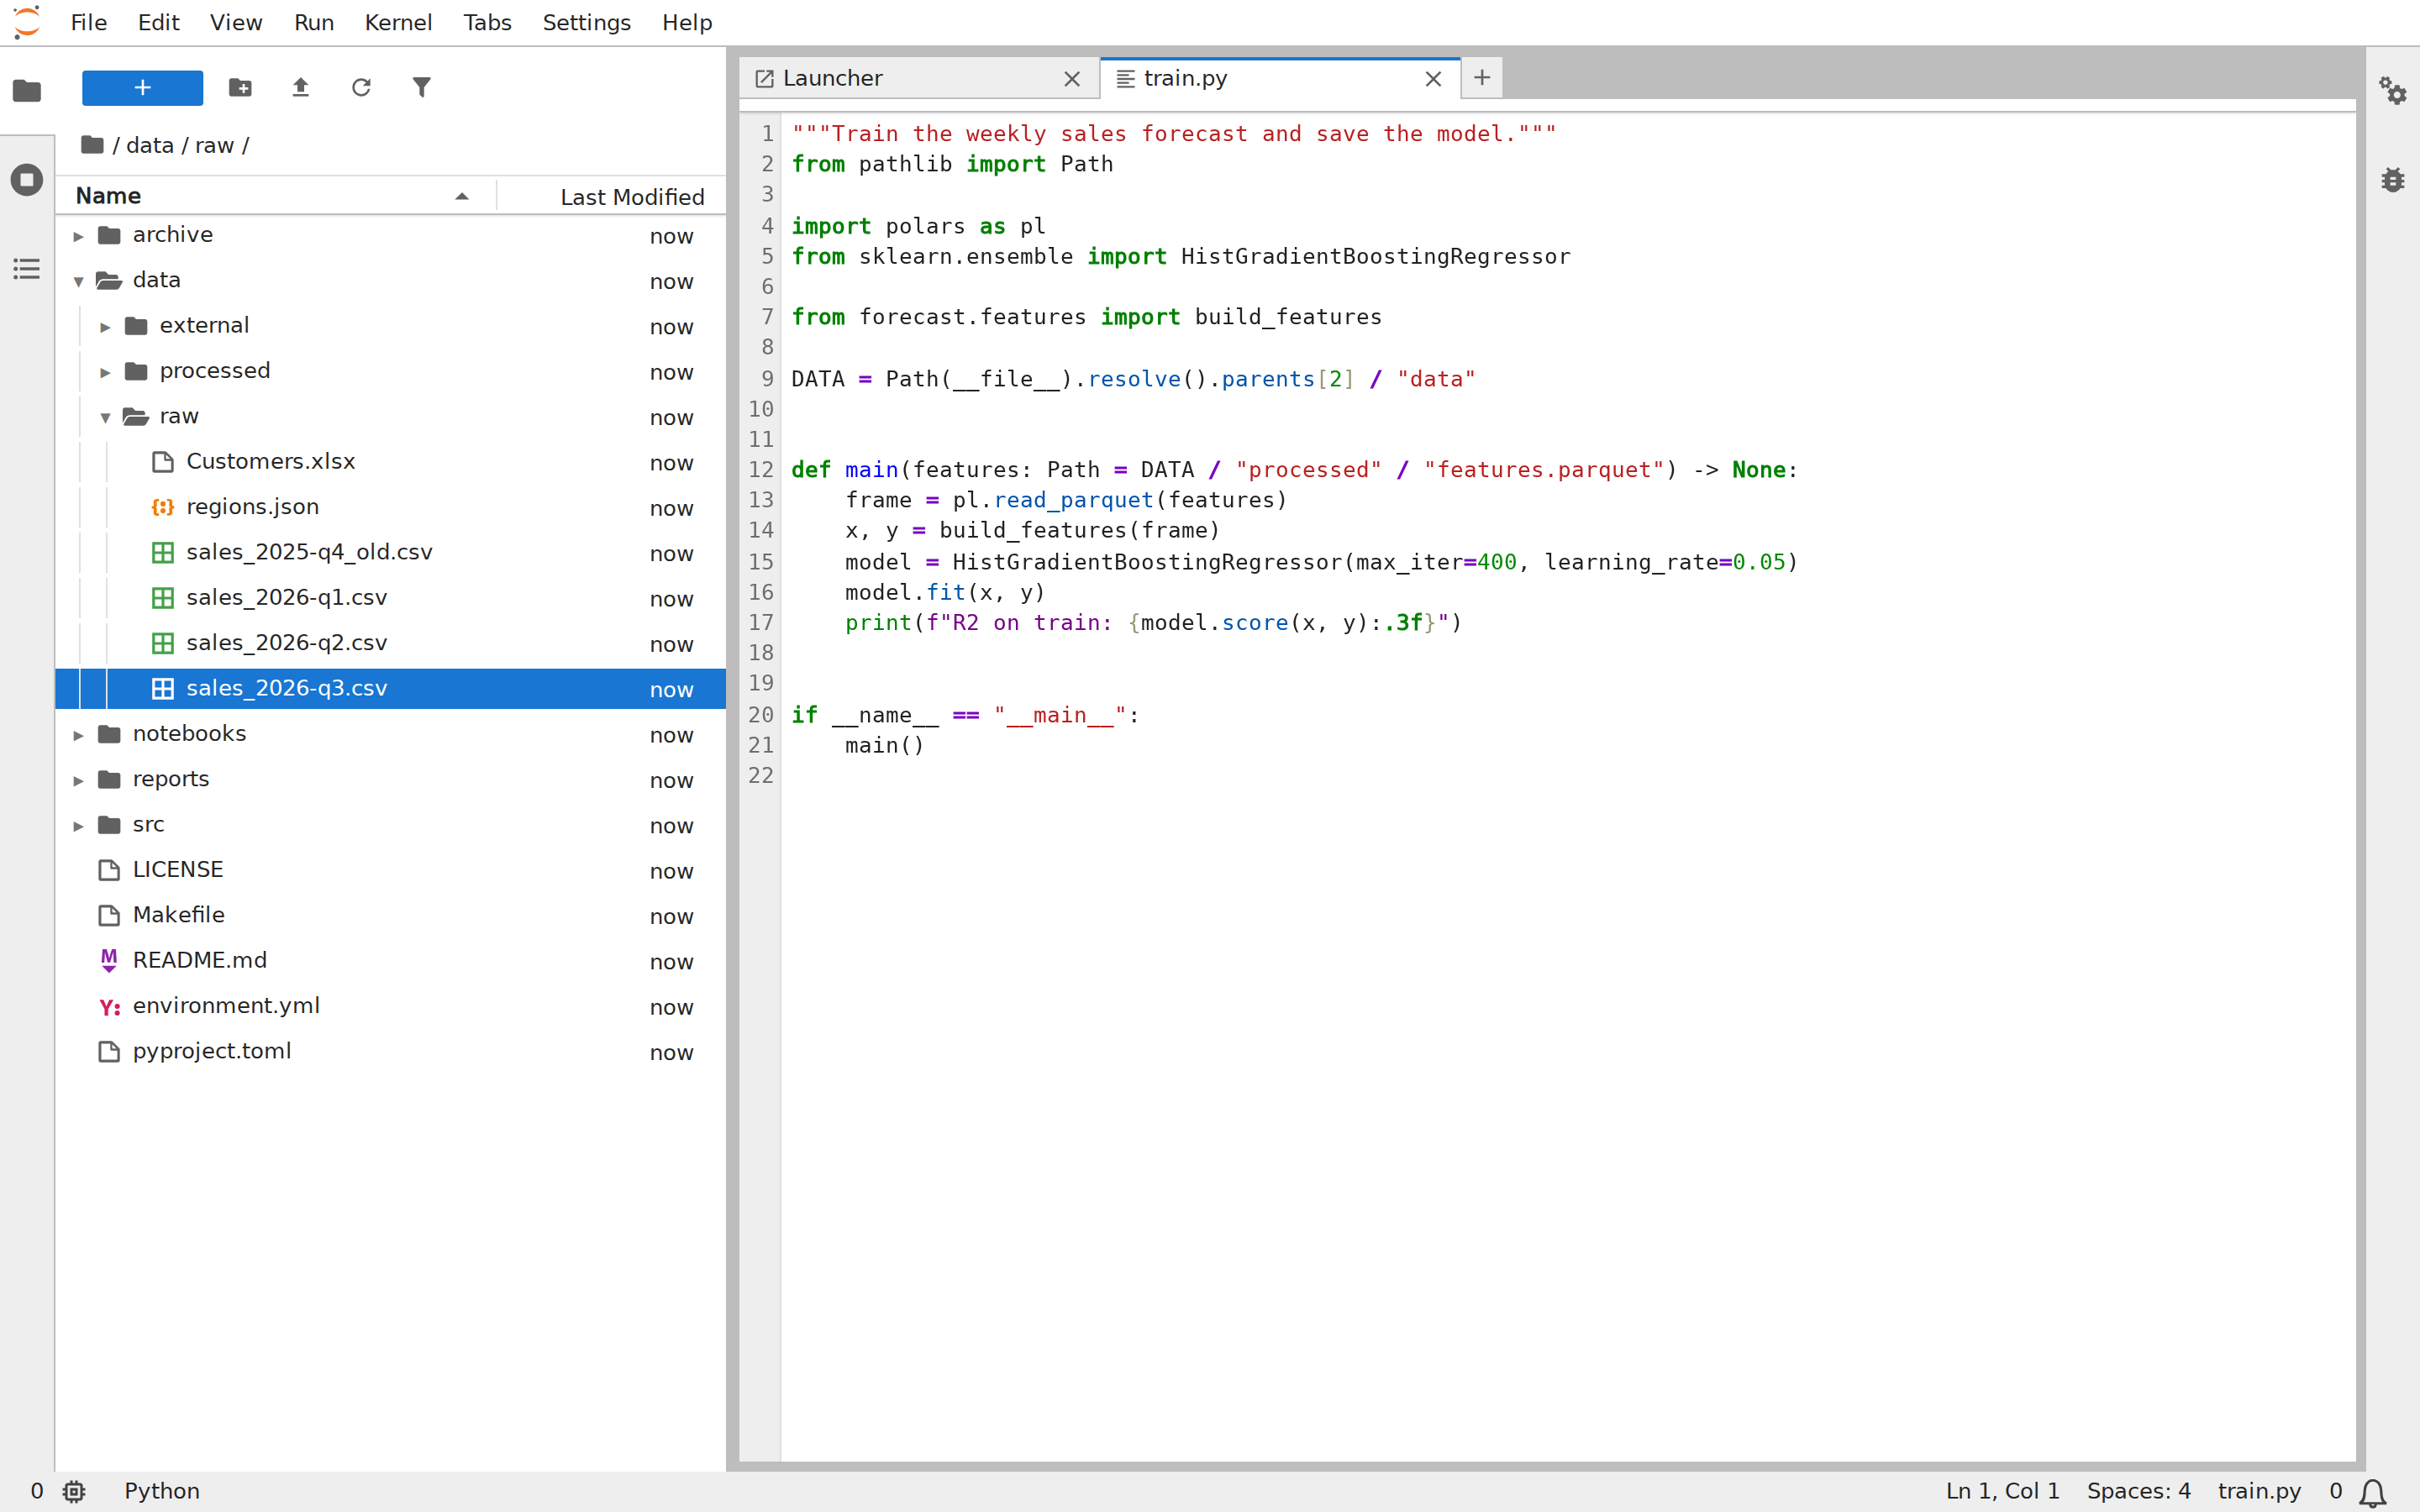 File Edit View Run Kernel Tabs Settings Help
/ data / raw /
Name Last Modified
archive now
data now
external now
processed now
raw now
Customers.xlsx now
regions.json now
sales_2025-q4_old.csv now
sales_2026-q1.csv now
sales_2026-q2.csv now
sales_2026-q3.csv now
notebooks now
reports now
src now
LICENSE now
Makefile now
README.md now
environment.yml now
pyproject.toml now
Launcher train.py
1 """Train the weekly sales forecast and save the model."""
2 from pathlib import Path
3
4 import polars as pl
5 from sklearn.ensemble import HistGradientBoostingRegressor
6
7 from forecast.features import build_features
8
9 DATA = Path(__file__).resolve().parents[2] / "data"
10
11
12 def main(features: Path = DATA / "processed" / "features.parquet") -> None:
13     frame = pl.read_parquet(features)
14     x, y = build_features(frame)
15     model = HistGradientBoostingRegressor(max_iter=400, learning_rate=0.05)
16     model.fit(x, y)
17     print(f"R2 on train: {model.score(x, y):.3f}")
18
19
20 if __name__ == "__main__":
21     main()
22
0 Python Ln 1, Col 1 Spaces: 4 train.py 0